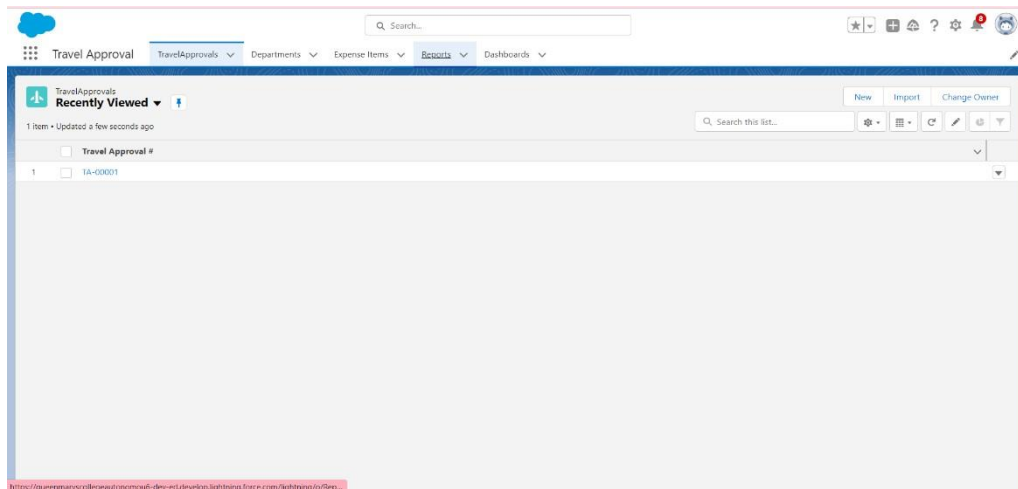 Search...
8
Travel Approval TravelApprovals Departments Expense Items Reports Dashboards
TravelApprovals
Recently Viewed
New Import Change Owner
1 item • Updated a few seconds ago
Search this list...
Travel Approval #
1 TA-00001